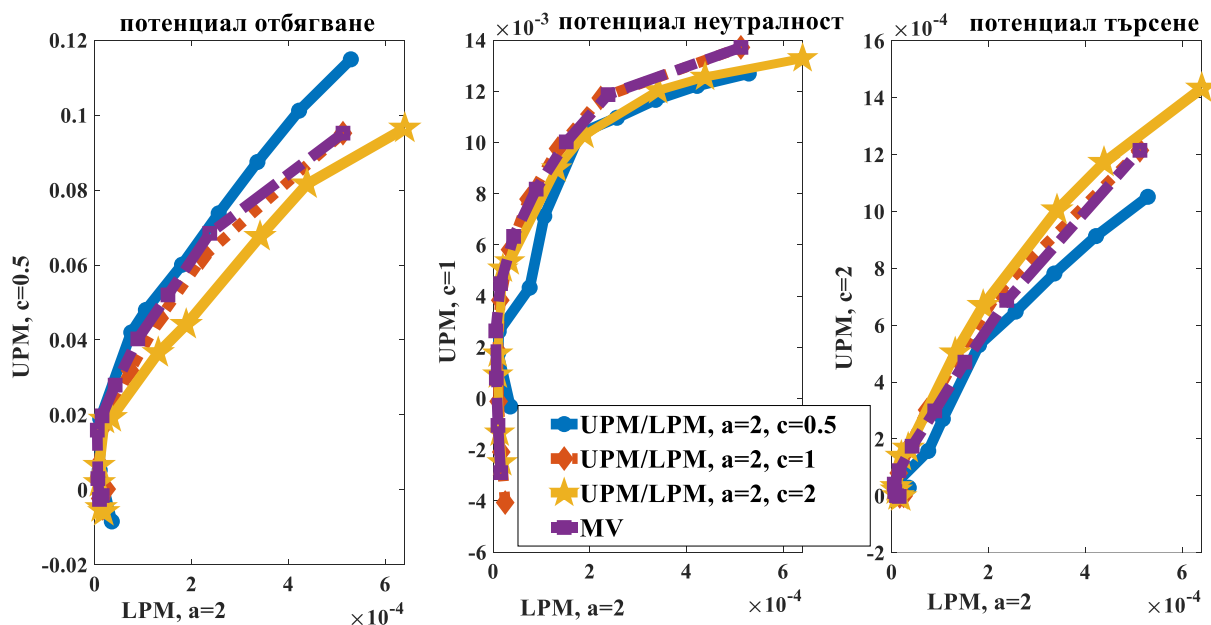 потенциал отбягване
0.12
0.1
0.08
0.06
0.04
0.02
0
-0.02
UPM, c=0.5
0 2 4 6
LPM, a=2
×10⁻⁴
×10⁻³ потенциал неутралност
14
12
10
8
6
4
2
0
-2
-4
-6
UPM, c=1
0 2 4 6
LPM, a=2
×10⁻⁴
UPM/LPM, a=2, c=0.5
UPM/LPM, a=2, c=1
UPM/LPM, a=2, c=2
MV
×10⁻⁴ потенциал търсене
16
14
12
10
8
6
4
2
0
-2
UPM, c=2
0 2 4 6
LPM, a=2
×10⁻⁴